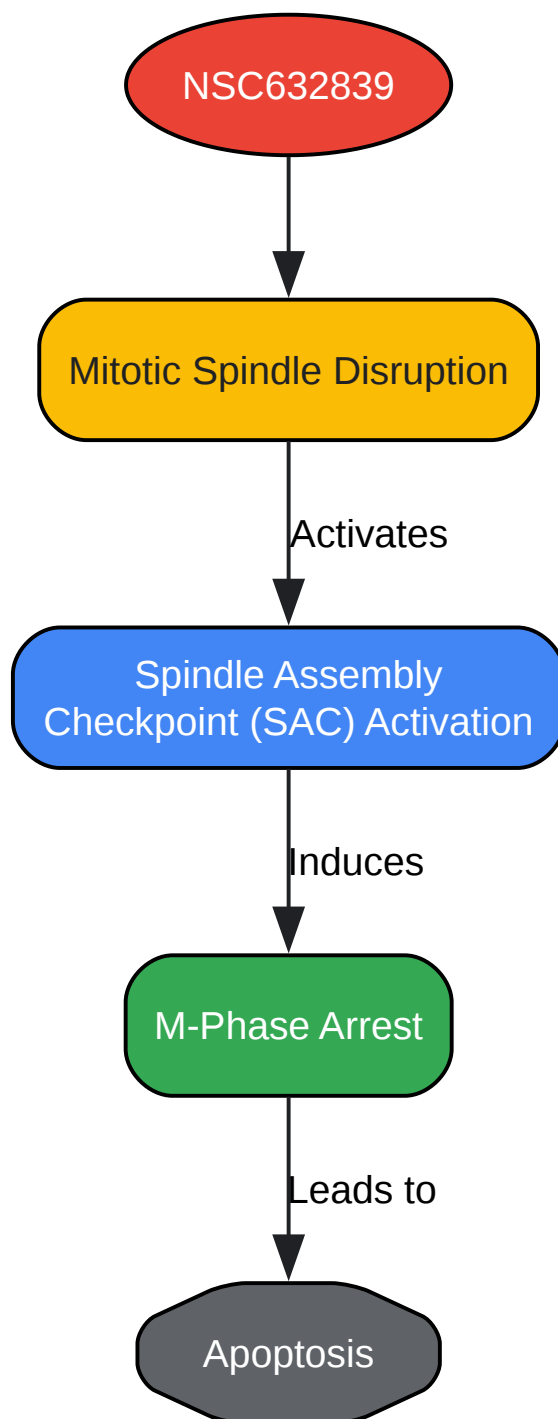 NSC632839
Mitotic Spindle Disruption
Activates
Spindle Assembly
Checkpoint (SAC) Activation
Induces
M-Phase Arrest
Leads to
Apoptosis